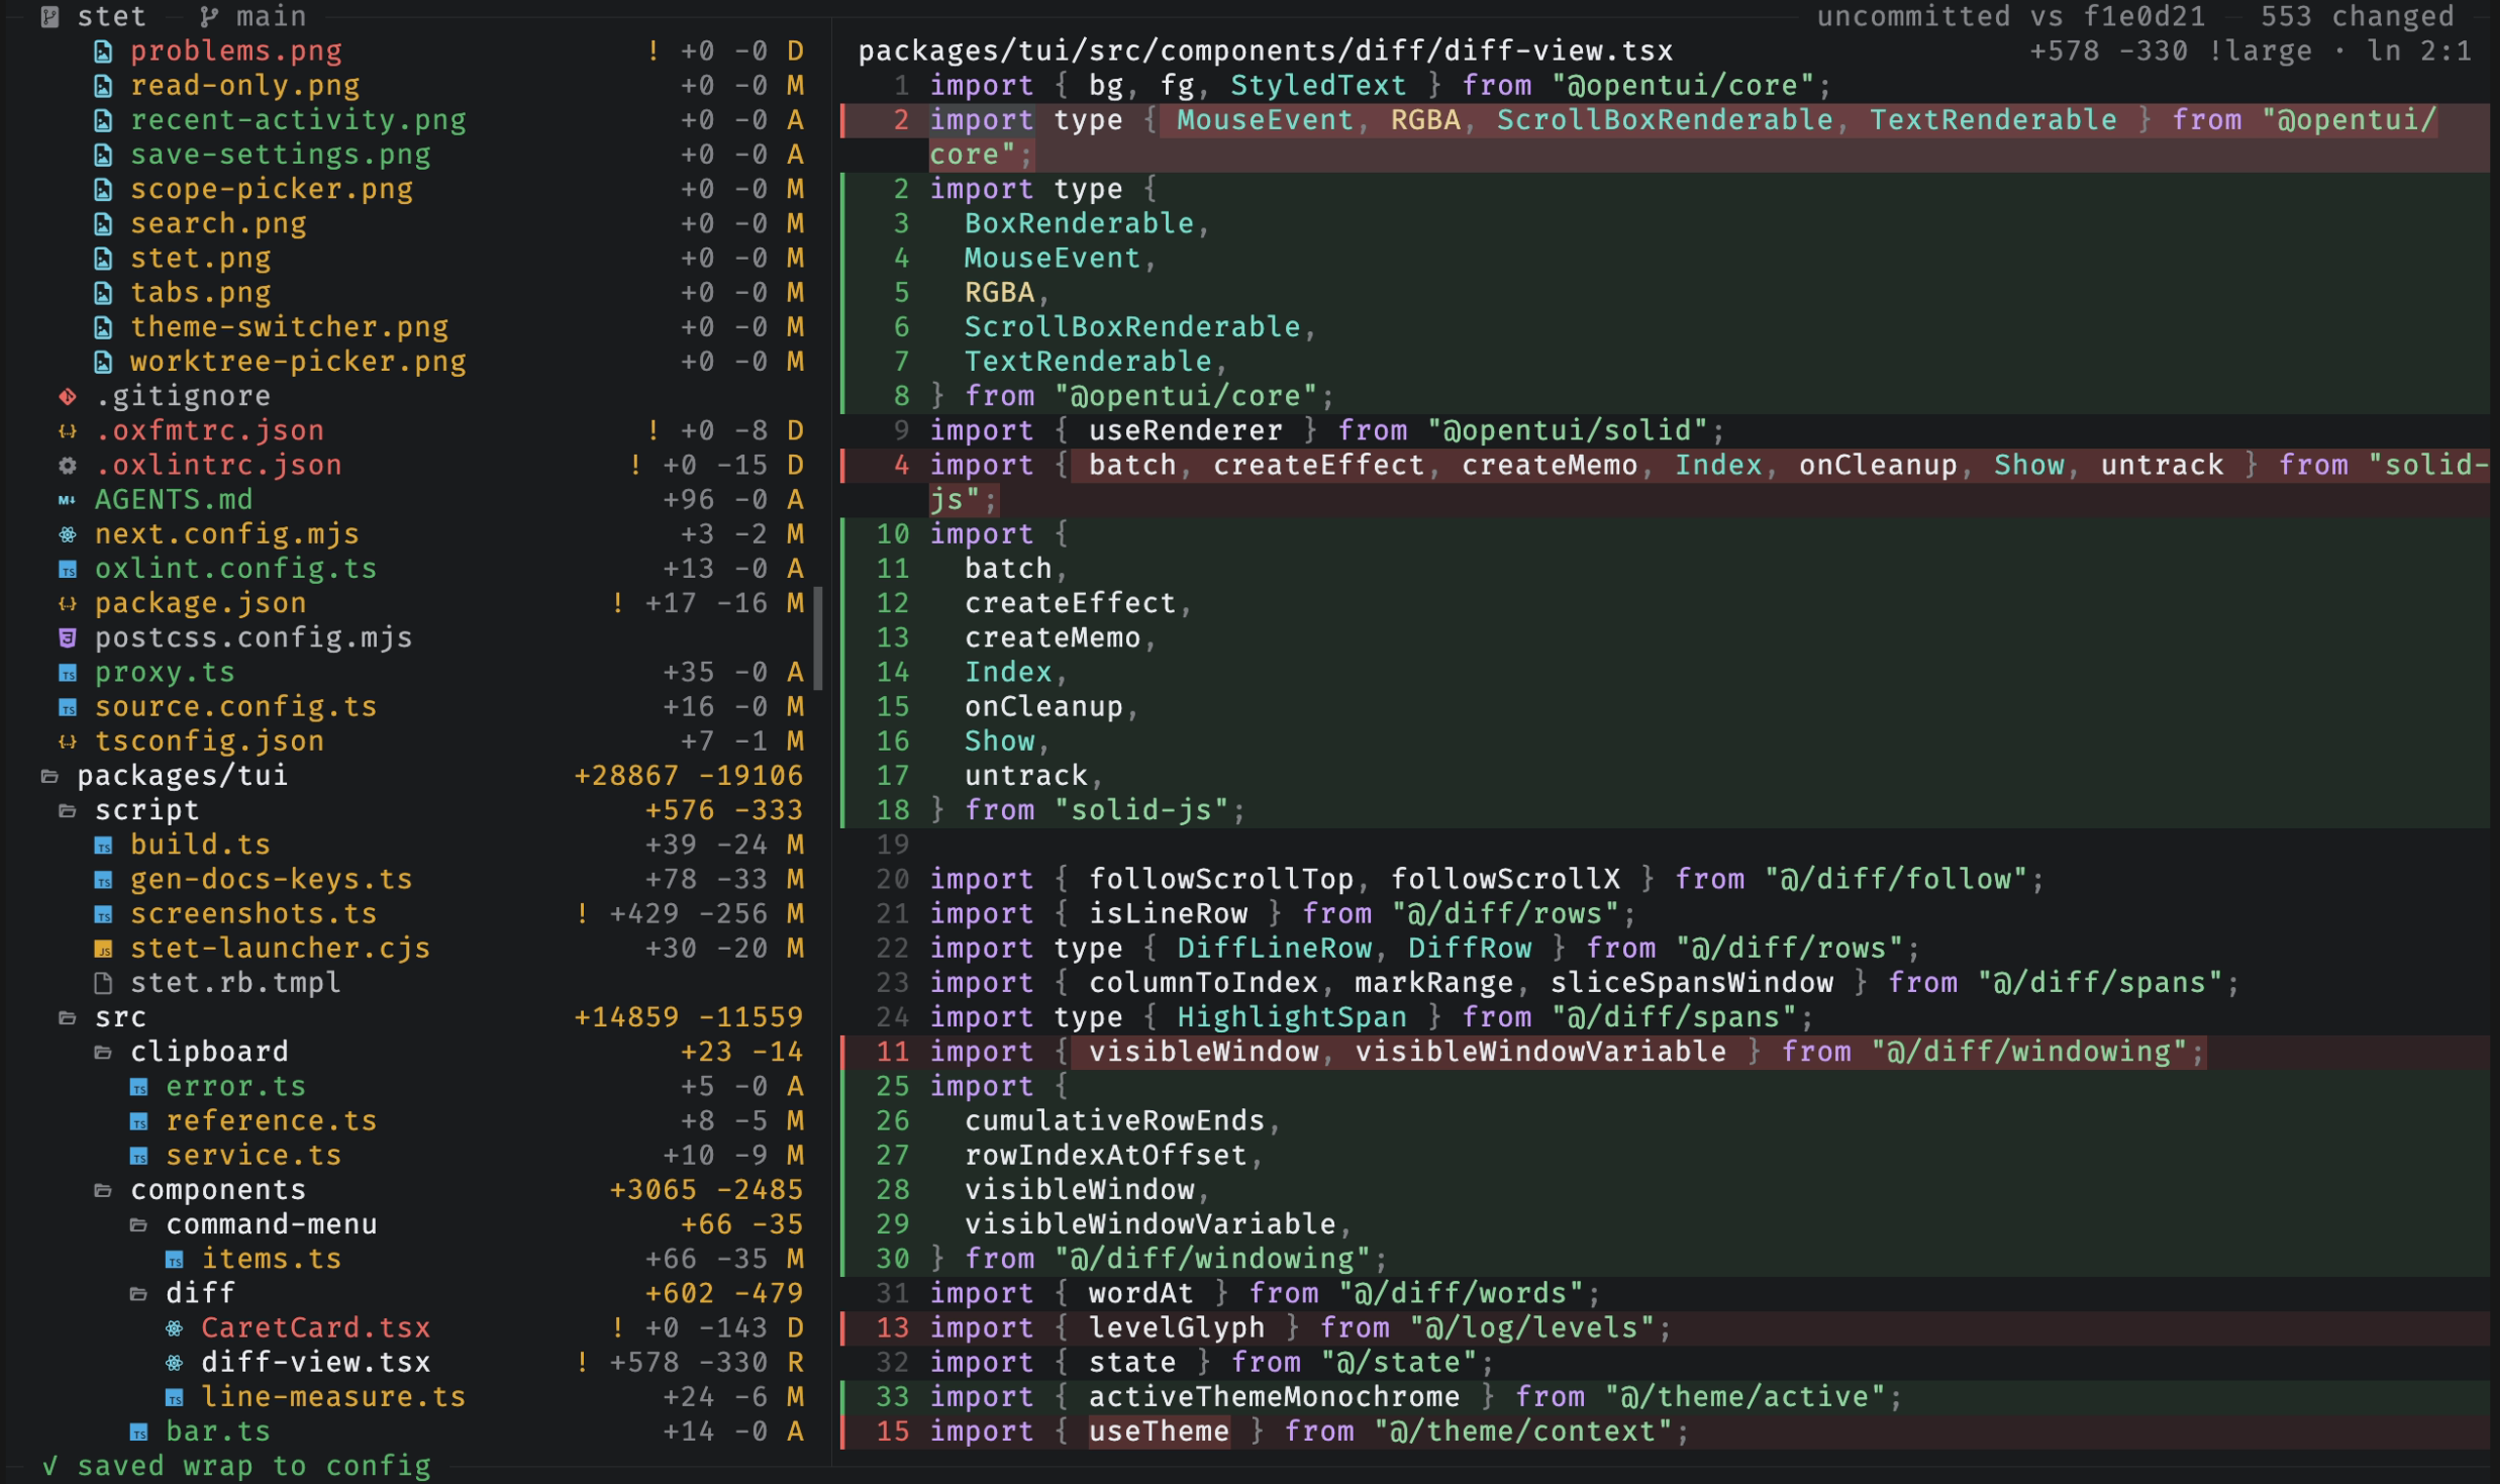 stet — main
uncommitted vs f1e0d21 — 553 changed
problems.png ! +0 -0 D
read-only.png +0 -0 M
recent-activity.png +0 -0 A
save-settings.png +0 -0 A
scope-picker.png +0 -0 M
search.png +0 -0 M
stet.png +0 -0 M
tabs.png +0 -0 M
theme-switcher.png +0 -0 M
worktree-picker.png +0 -0 M
.gitignore
.oxfmtrc.json ! +0 -8 D
.oxlintrc.json ! +0 -15 D
AGENTS.md +96 -0 A
next.config.mjs +3 -2 M
oxlint.config.ts +13 -0 A
package.json ! +17 -16 M
postcss.config.mjs
proxy.ts +35 -0 A
source.config.ts +16 -0 M
tsconfig.json +7 -1 M
packages/tui +28867 -19106
script +576 -333
build.ts +39 -24 M
gen-docs-keys.ts +78 -33 M
screenshots.ts ! +429 -256 M
stet-launcher.cjs +30 -20 M
stet.rb.tmpl
src +14859 -11559
clipboard +23 -14
error.ts +5 -0 A
reference.ts +8 -5 M
service.ts +10 -9 M
components +3065 -2485
command-menu +66 -35
items.ts +66 -35 M
diff +602 -479
CaretCard.tsx ! +0 -143 D
diff-view.tsx ! +578 -330 R
line-measure.ts +24 -6 M
bar.ts +14 -0 A
√ saved wrap to config
packages/tui/src/components/diff/diff-view.tsx +578 -330 !large · ln 2:1
1 import { bg, fg, StyledText } from "@opentui/core";
2 import type { MouseEvent, RGBA, ScrollBoxRenderable, TextRenderable } from "@opentui/
core";
2 import type {
3 BoxRenderable,
4 MouseEvent,
5 RGBA,
6 ScrollBoxRenderable,
7 TextRenderable,
8 } from "@opentui/core";
9 import { useRenderer } from "@opentui/solid";
4 import { batch, createEffect, createMemo, Index, onCleanup, Show, untrack } from "solid-
js";
10 import {
11 batch,
12 createEffect,
13 createMemo,
14 Index,
15 onCleanup,
16 Show,
17 untrack,
18 } from "solid-js";
19
20 import { followScrollTop, followScrollX } from "@/diff/follow";
21 import { isLineRow } from "@/diff/rows";
22 import type { DiffLineRow, DiffRow } from "@/diff/rows";
23 import { columnToIndex, markRange, sliceSpansWindow } from "@/diff/spans";
24 import type { HighlightSpan } from "@/diff/spans";
11 import { visibleWindow, visibleWindowVariable } from "@/diff/windowing";
25 import {
26 cumulativeRowEnds,
27 rowIndexAtOffset,
28 visibleWindow,
29 visibleWindowVariable,
30 } from "@/diff/windowing";
31 import { wordAt } from "@/diff/words";
13 import { levelGlyph } from "@/log/levels";
32 import { state } from "@/state";
33 import { activeThemeMonochrome } from "@/theme/active";
15 import { useTheme } from "@/theme/context";